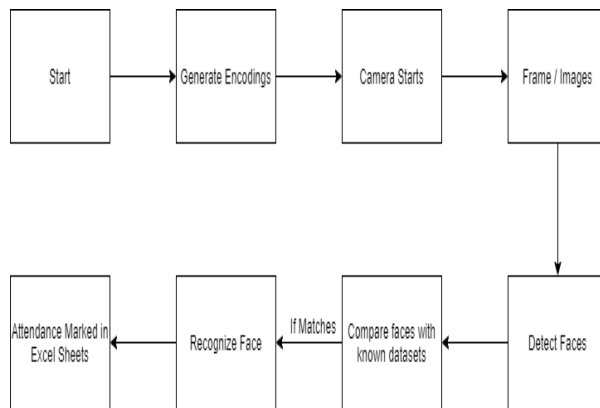 Start
Generate Encodings
Camera Starts
Frame / Images
Detect Faces
Compare faces with
known datasets
If Matches
Recognize Face
Attendance Marked in
Excel Sheets